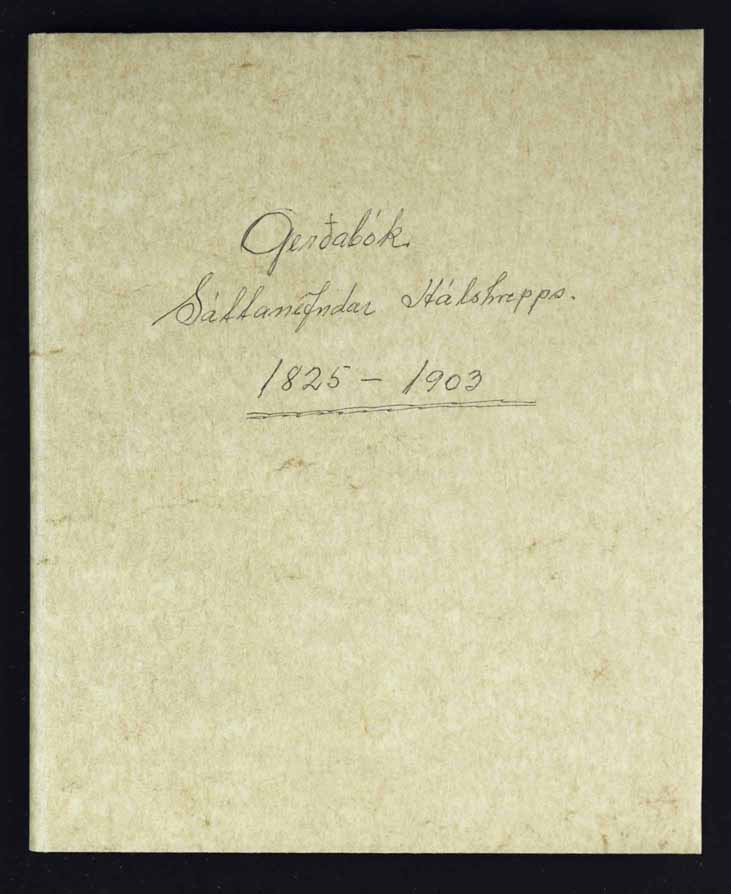 Gerðabók.
Sáttanefndar Hálshrepps.
1825 – 1903